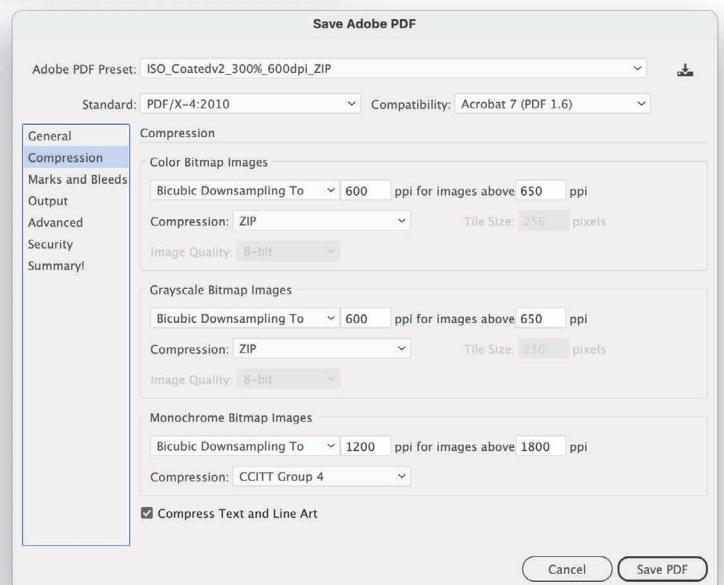 Save Adobe PDF
Adobe PDF Preset: ISO_Coatedv2_300%_600dpi_ZIP
Standard: PDF/X-4:2010 Compatibility: Acrobat 7 (PDF 1.6)
General
Compression
Marks and Bleeds
Output
Advanced
Security
Summary!
Compression
Color Bitmap Images
Bicubic Downsampling To 600 ppi for images above 650 ppi
Compression: ZIP Tile Size: 256 pixels
Image Quality: 8-bit
Grayscale Bitmap Images
Bicubic Downsampling To 600 ppi for images above 650 ppi
Compression: ZIP Tile Size: 256 pixels
Image Quality: 8-bit
Monochrome Bitmap Images
Bicubic Downsampling To 1200 ppi for images above 1800 ppi
Compression: CCITT Group 4
Compress Text and Line Art
Cancel Save PDF